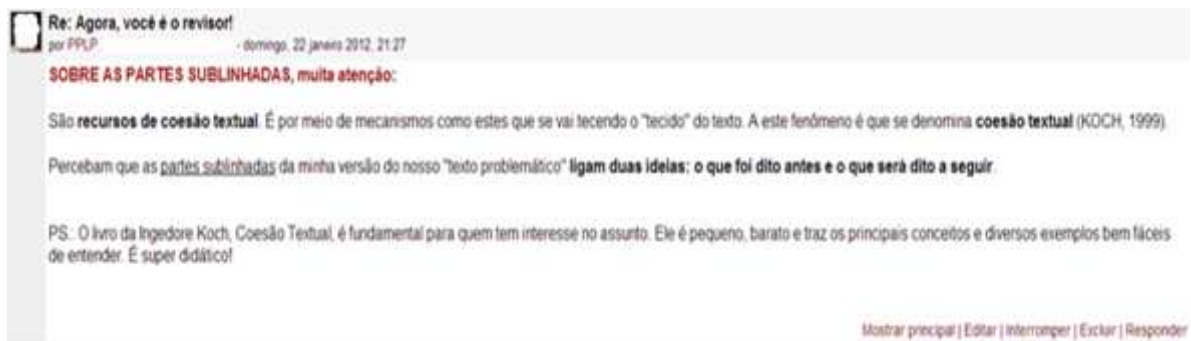 Re: Agora, você é o revisor!
por PPLP - domingo, 22 janeiro 2012, 21:27
SOBRE AS PARTES SUBLINHADAS, muita atenção:
São recursos de coesão textual. É por meio de mecanismos como estes que se vai tecendo o "tecido" do texto. A este fenômeno é que se denomina coesão textual (KOCH, 1999).
Percebam que as partes sublinhadas da minha versão do nosso "texto problemático" ligam duas ideias: o que foi dito antes e o que será dito a seguir.
PS.: O livro da Ingedore Koch, Coesão Textual, é fundamental para quem tem interesse no assunto. Ele é pequeno, barato e traz os principais conceitos e diversos exemplos bem fáceis
de entender. É super didático!
Mostrar principal | Editar | Interromper | Excluir | Responder